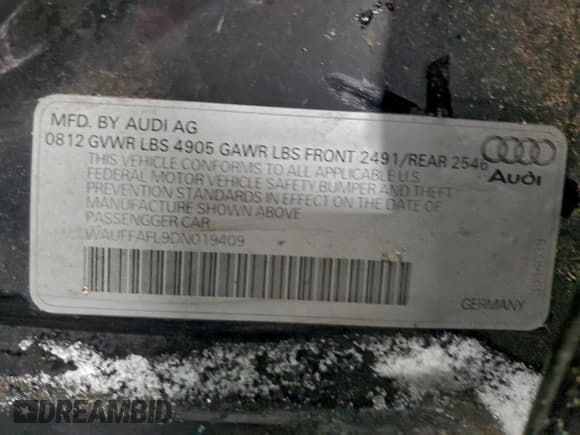 MFD. BY AUDI AG
0812 GVWR LBS 4905 GAWR LBS FRONT 2491/REAR 2546
THIS VEHICLE CONFORMS TO ALL APPLICABLE U.S.
FEDERAL MOTOR VEHICLE SAFETY,BUMPER AND THEFT
PREVENTION STANDARDS IN EFFECT ON THE DATE OF
MANUFACTURE SHOWN ABOVE
PASSENGGER CAR
WAUFFAFL9DN019409
Audi
GERMANY
DREAMBID